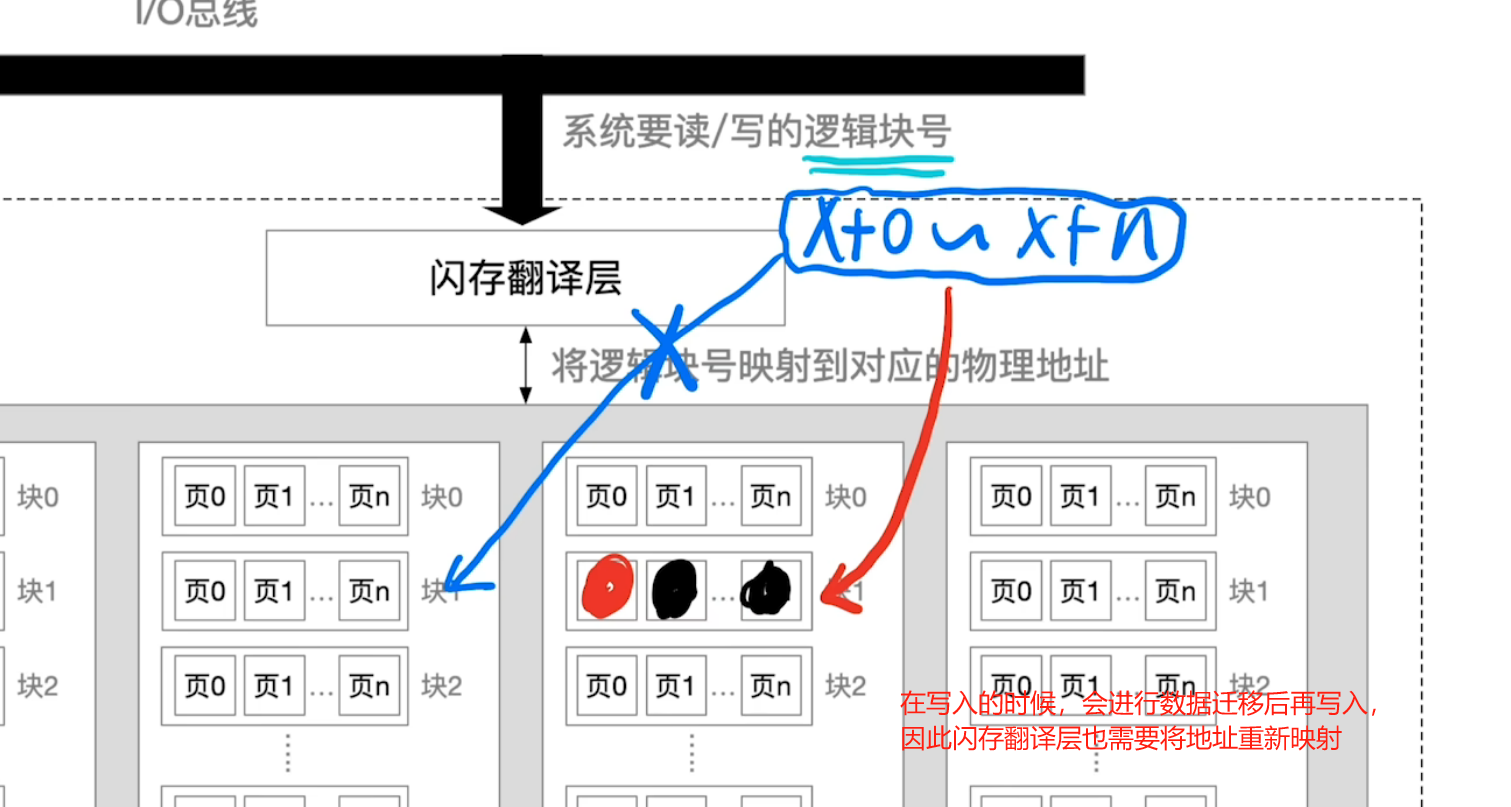 I/O总线
系统要读/写的逻辑块号
X+0 ~ X+n
闪存翻译层
将逻辑块号映射到对应的物理地址
块0 页0 页1 … 页n 块0 页0 页1 … 页n 块0 页0 页1 … 页n 块0
块1 页0 页1 … 页n 块1 … 块1 页0 页1 … 页n 块1
块2 页0 页1 … 页n 块2 页0 页1 … 页n 块2 页0 页1 … 页n 块2
在写入的时候，会进行数据迁移后再写入，
因此闪存翻译层也需要将地址重新映射